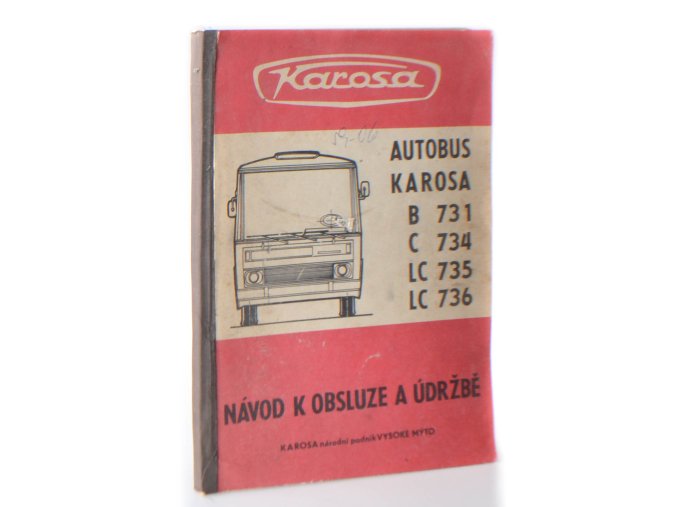 Karosa
AUTOBUS
KAROSA
B 731
C 734
LC 735
LC 736
NÁVOD K OBSLUZE A ÚDRŽBĚ
KAROSA národní podnik VYSOKÉ MÝTO